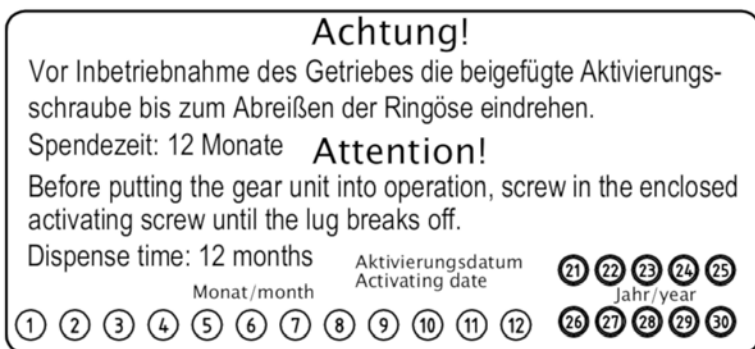 Achtung!
Vor Inbetriebnahme des Getriebes die beigefügte Aktivierungs-
schraube bis zum Abreißen der Ringöse eindrehen.
Spendezeit: 12 Monate
Attention!
Before putting the gear unit into operation, screw in the enclosed
activating screw until the lug breaks off.
Dispense time: 12 months
Aktivierungsdatum
Activating date
Monat/month
1 2 3 4 5 6 7 8 9 10 11 12
21 22 23 24 25
Jahr/year
26 27 28 29 30